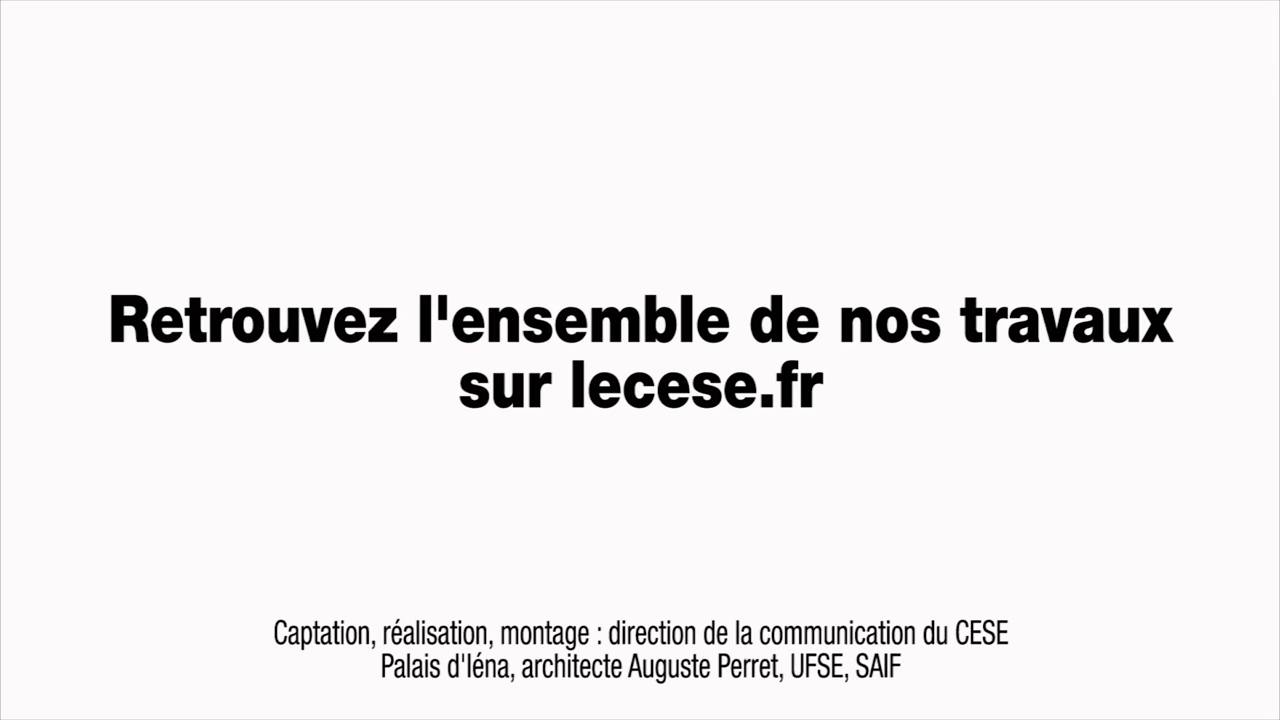 Retrouvez l'ensemble de nos travaux
sur lecese.fr
Captation, réalisation, montage : direction de la communication du CESE
Palais d'Iéna, architecte Auguste Perret, UFSE, SAIF